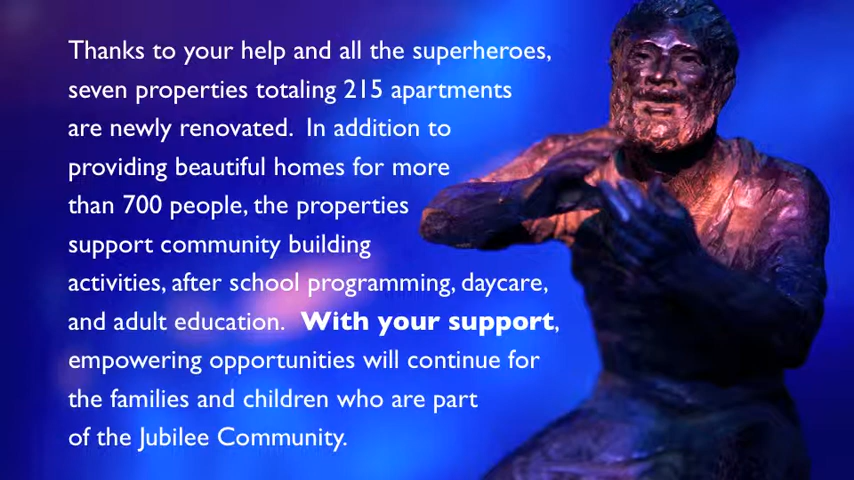 Thanks to your help and all the superheroes,
seven properties totaling 215 apartments
are newly renovated.  In addition to
providing beautiful homes for more
than 700 people, the properties
support community building
activities, after school programming, daycare,
and adult education.  With your support,
empowering opportunities will continue for
the families and children who are part
of the Jubilee Community.